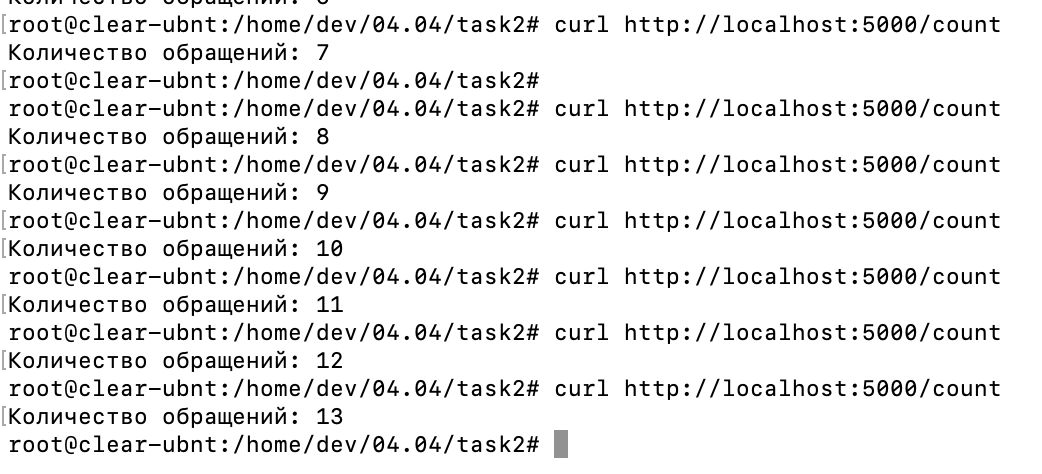 Количество обращений: 6
[root@clear-ubnt:/home/dev/04.04/task2# curl http://localhost:5000/count
Количество обращений: 7
[root@clear-ubnt:/home/dev/04.04/task2#
root@clear-ubnt:/home/dev/04.04/task2# curl http://localhost:5000/count
Количество обращений: 8
[root@clear-ubnt:/home/dev/04.04/task2# curl http://localhost:5000/count
Количество обращений: 9
[root@clear-ubnt:/home/dev/04.04/task2# curl http://localhost:5000/count
[Количество обращений: 10
root@clear-ubnt:/home/dev/04.04/task2# curl http://localhost:5000/count
[Количество обращений: 11
root@clear-ubnt:/home/dev/04.04/task2# curl http://localhost:5000/count
[Количество обращений: 12
root@clear-ubnt:/home/dev/04.04/task2# curl http://localhost:5000/count
[Количество обращений: 13
root@clear-ubnt:/home/dev/04.04/task2#